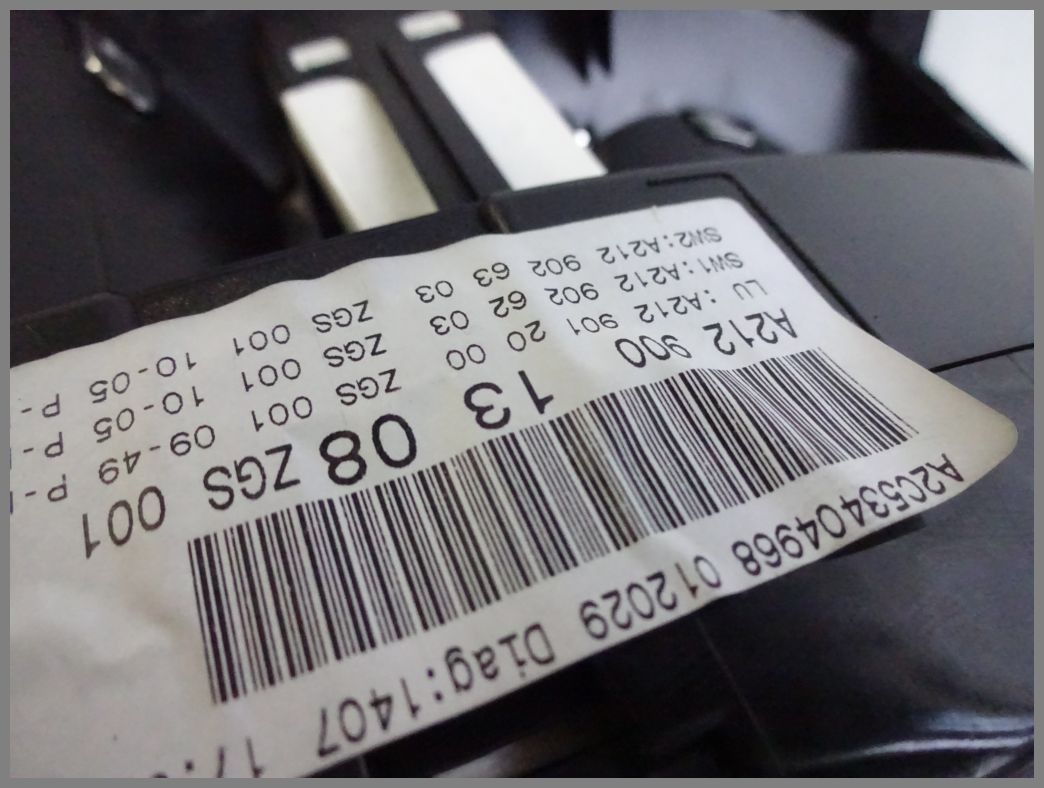 A2C53404968 012029 Diag:1407 17.
A212 900 13 08 ZGS 001
LU :A212 901 20 00 ZGS 001 09-49 P-
SW1:A212 902 62 03 ZGS 001 10-05 P-
SW2:A212 902 63 03 ZGS 001 10-05 P-